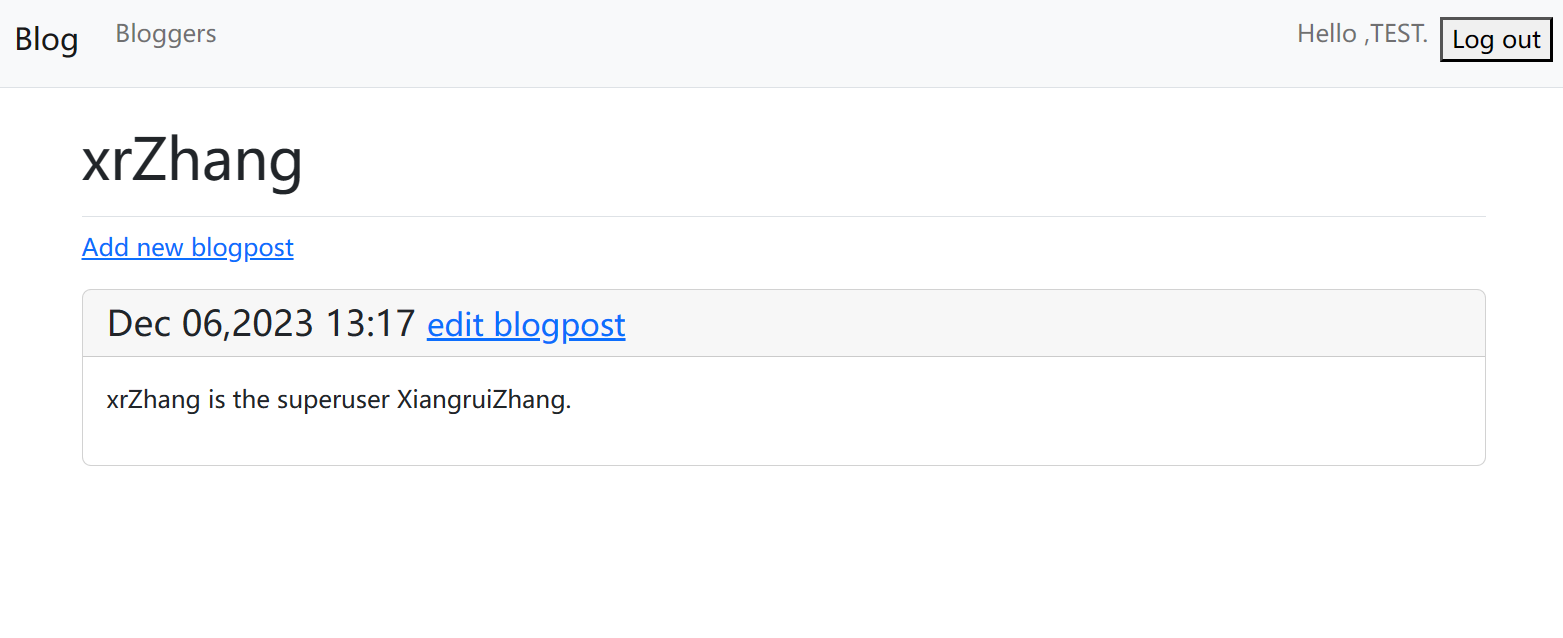 Blog Bloggers Hello ,TEST. Log out
xrZhang
Add new blogpost
Dec 06,2023 13:17 edit blogpost
xrZhang is the superuser XiangruiZhang.